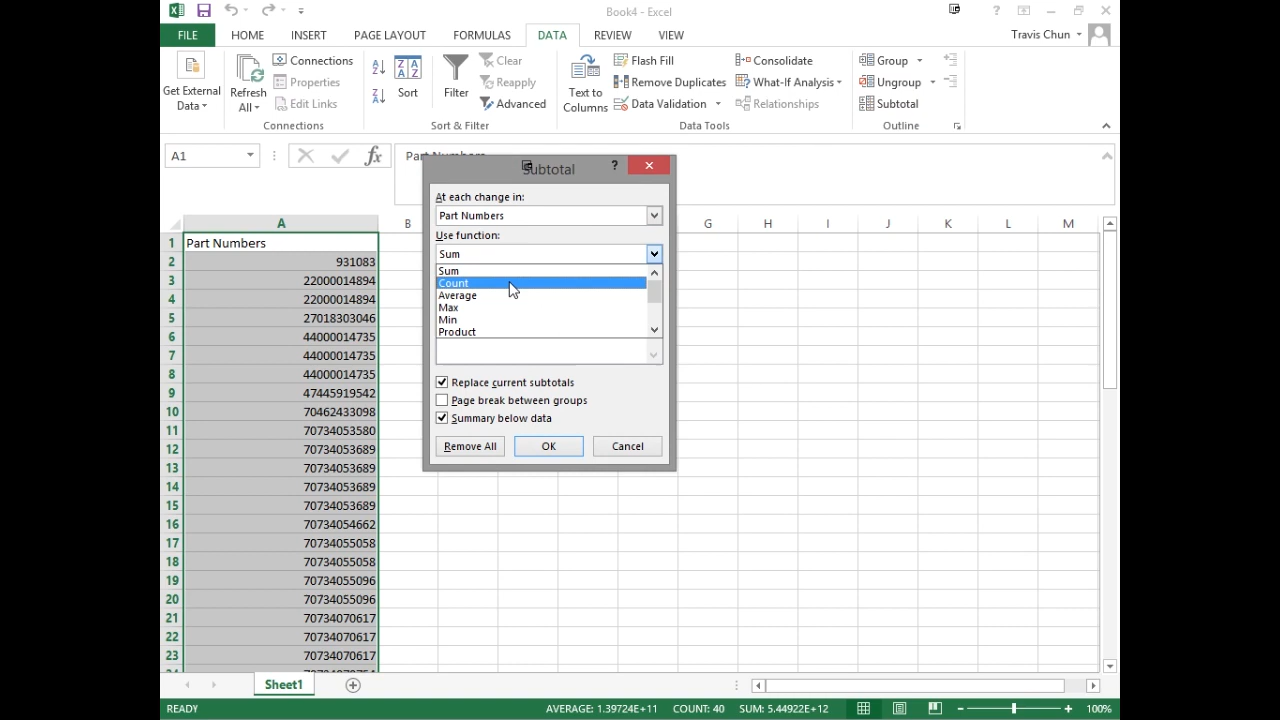 Book4 - Excel
FILE HOME INSERT PAGE LAYOUT FORMULAS DATA REVIEW VIEW Travis Chun
Get External Data
Refresh All
Connections
Properties
Edit Links
Connections
Sort
Filter
Clear
Reapply
Advanced
Sort & Filter
Text to Columns
Flash Fill
Remove Duplicates
Data Validation
Consolidate
What-If Analysis
Relationships
Data Tools
Group
Ungroup
Subtotal
Outline
A1 fx
Subtotal ?
At each change in:
Part Numbers
Use function:
Sum
Sum
Count
Average
Max
Min
Product
Replace current subtotals
Page break between groups
Summary below data
Remove All OK Cancel
A B G H I J K L M
1 Part Numbers
2 931083
3 22000014894
4 22000014894
5 27018303046
6 44000014735
7 44000014735
8 44000014735
9 47445919542
10 70462433098
11 70734053580
12 70734053689
13 70734053689
14 70734053689
15 70734053689
16 70734054662
17 70734055058
18 70734055058
19 70734055096
20 70734055096
21 70734070617
22 70734070617
23 70734070617
Sheet1
READY AVERAGE: 1.39724E+11 COUNT: 40 SUM: 5.44922E+12 100%